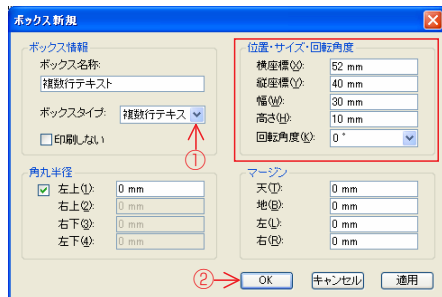 ボックス新規
ボックス情報
ボックス名称:
複数行テキスト
ボックスタイプ: 複数行テキス
①
印刷しない
位置・サイズ・回転角度
横座標(X): 52 mm
縦座標(Y): 40 mm
幅(W): 30 mm
高さ(H): 10 mm
回転角度(K): 0 °
角丸半径
左上(1): 0 mm
右上(2): 0 mm
右下(3): 0 mm
左下(4): 0 mm
マージン
天(T): 0 mm
地(B): 0 mm
左(L): 0 mm
右(R): 0 mm
② OK キャンセル 適用